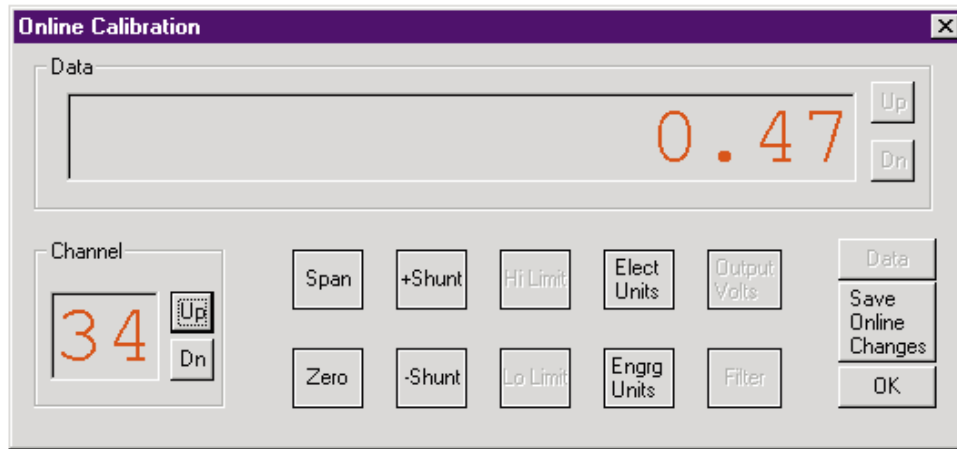 Online Calibration
Data
0.47
Up
Dn
Channel
34
Up
Dn
Span
+Shunt
Hi Limit
Elect
Units
Output
Volts
Data
Save
Online
Changes
Zero
-Shunt
Lo Limit
Engrg
Units
Filter
OK